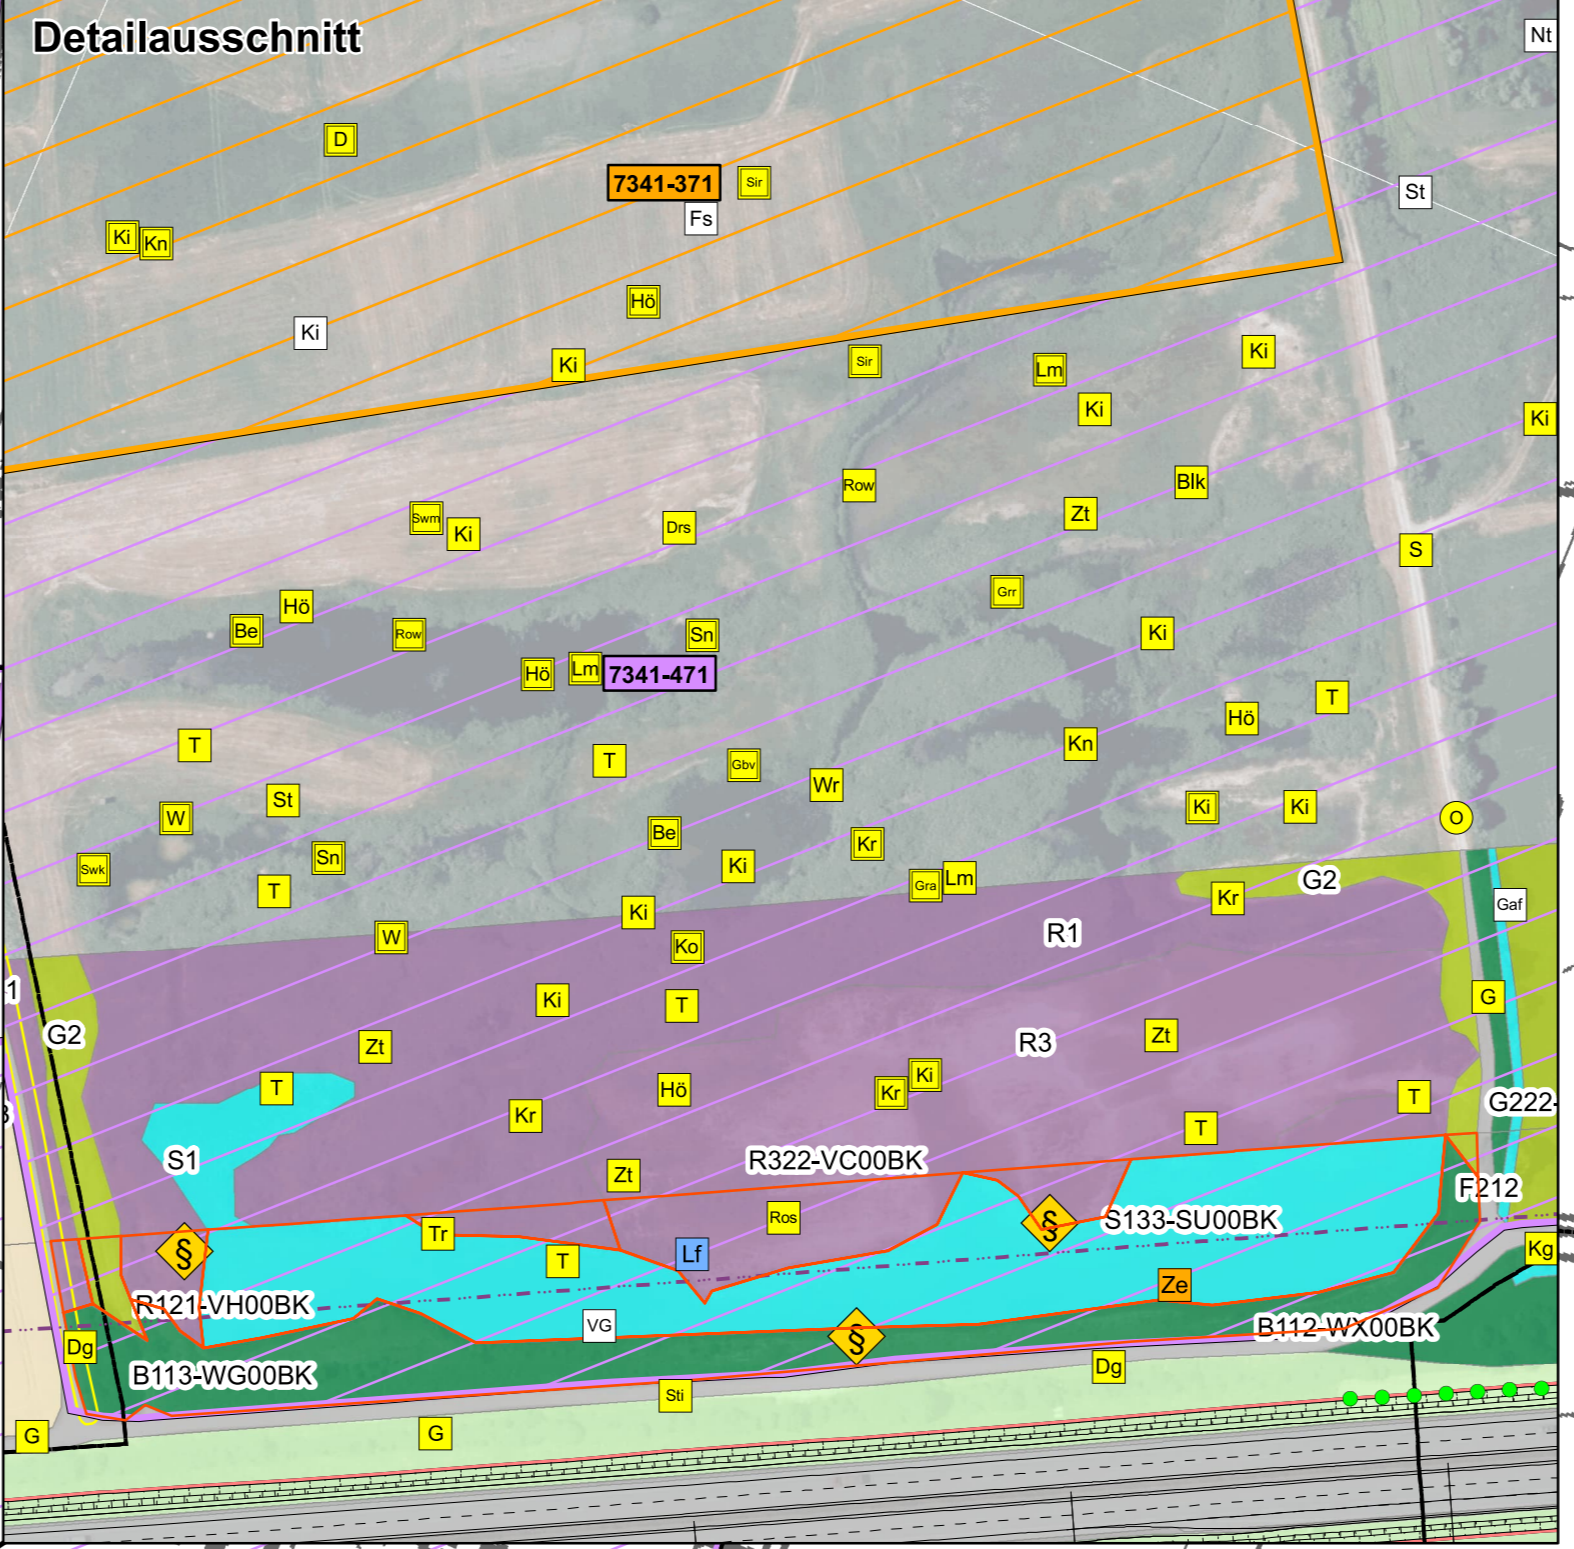 Detailausschnitt
Nt
D
7341-371
Sir
St
Fs
Ki
Kn
Hö
Ki
Ki
Sir
Lm
Ki
Ki
Ki
Row
Blk
Zt
Swm
Ki
Drs
S
Grr
Hö
Be
Row
Sn
Ki
Hö
Lm
7341-471
T
Hö
T
Kn
T
Gbv
Wr
St
W
Ki
Ki
O
Be
Kr
Sn
Swk
Ki
T
Gra
Lm
G2
Kr
Gaf
Ki
W
Ko
R1
1
Ki
T
G
G2
Zt
R3
Zt
T
Hö
Kr
Ki
T
G222-
Kr
T
S1
R322-VC00BK
Zt
F212
Ros
S133-SU00BK
§
Tr
§
Lf
T
Kg
Ze
R121-VH00BK
VG
B112-WX00BK
§
Dg
B113-WG00BK
Dg
Sti
G
G